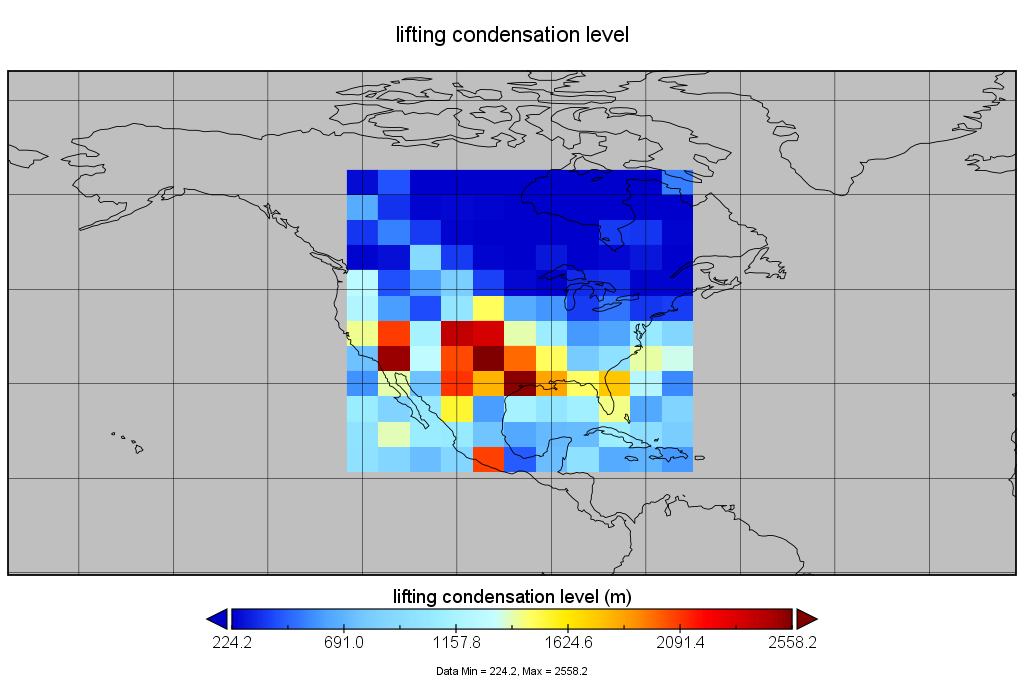 lifting condensation level
lifting condensation level (m)
224.2 691.0 1157.8 1624.6 2091.4 2558.2
Data Min = 224.2, Max = 2558.2